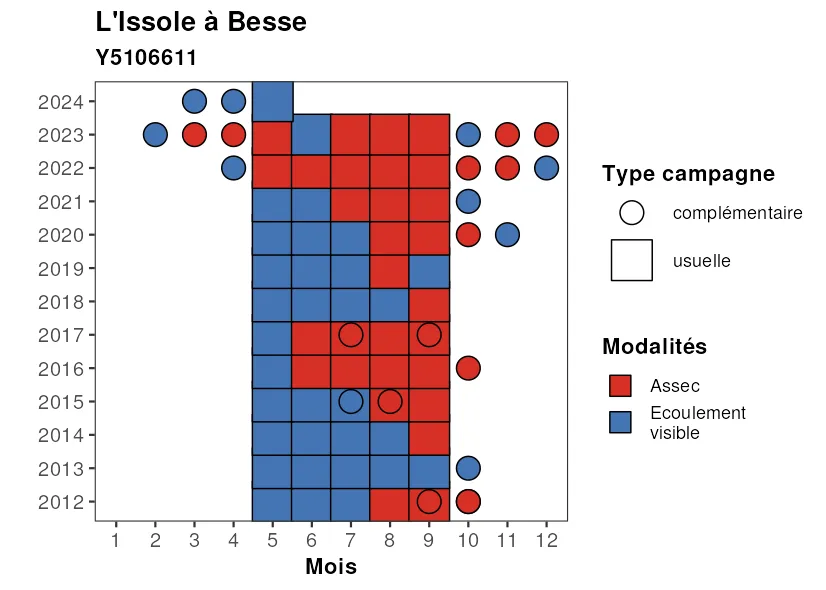 L'Issole à Besse
Y5106611
2024
2023
2022
2021
2020
2019
2018
2017
2016
2015
2014
2013
2012
1 2 3 4 5 6 7 8 9 10 11 12
Mois
Type campagne
complémentaire
usuelle
Modalités
Assec
Ecoulement
visible